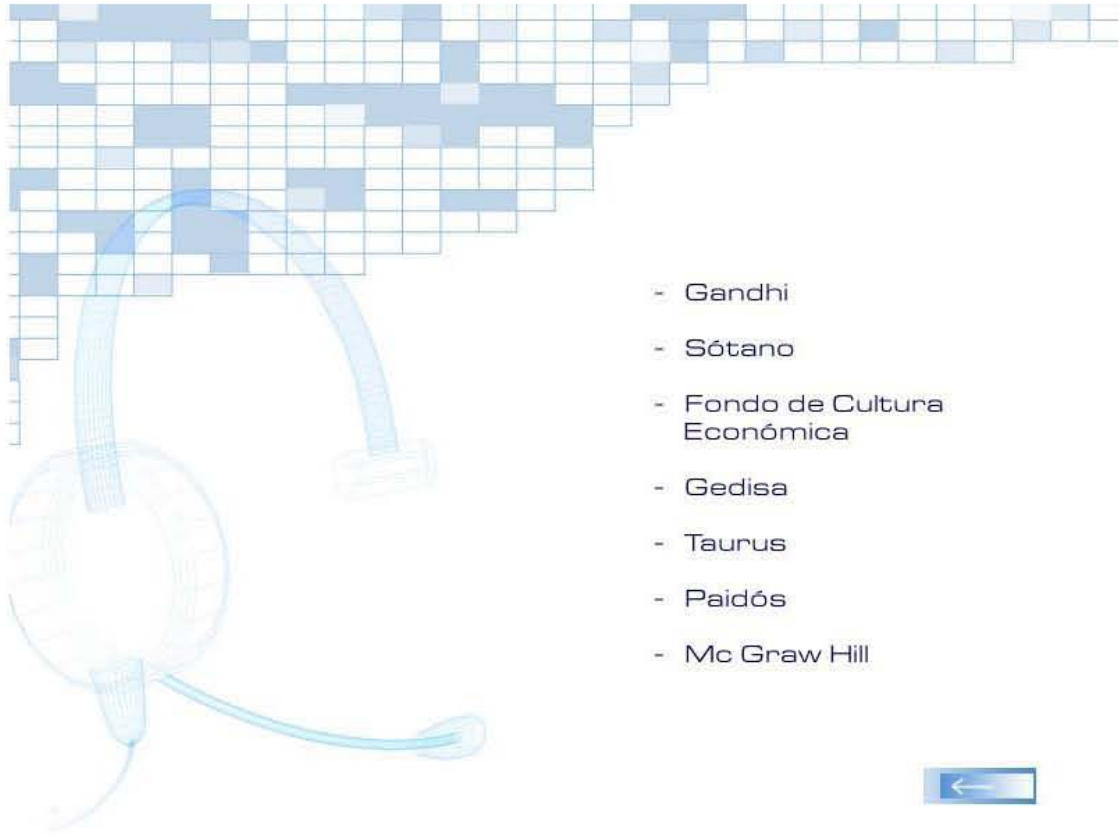 - Gandhi
- Sótano
- Fondo de Cultura
Económica
- Gedisa
- Taurus
- Paidós
- Mc Graw Hill